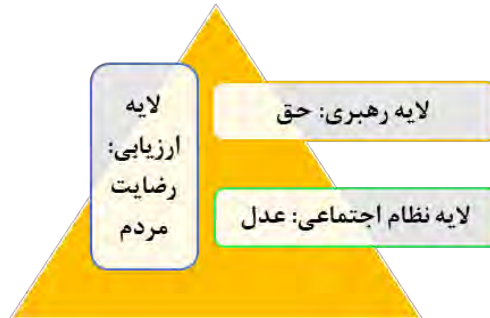 لایه رهبری: حق
لایه نظام اجتماعی: عدل
لایه
ارزیابی:
رضایت
مردم